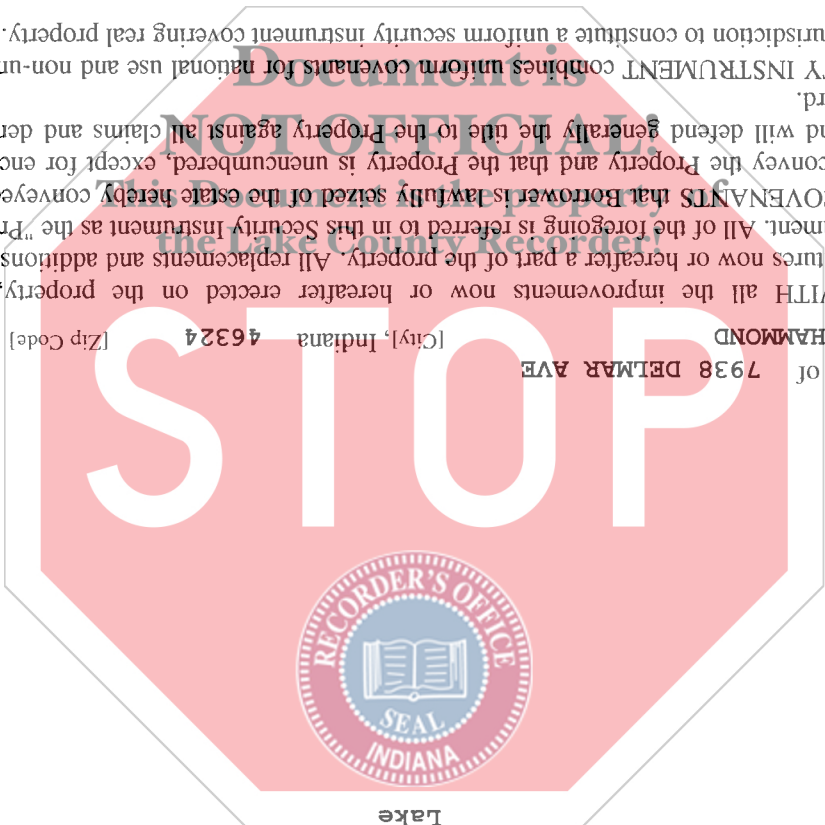 Document is
NOT OFFICIAL!
This Document is the property of
the Lake County Recorder!
STOP
RECORDER'S OFFICE
SEAL
INDIANA
Lake
of 7938 DELMAR AVE
HAMMOND [City], Indiana 46324 [Zip Code]
WITH all the improvements now or hereafter erected on the property,
tures now or hereafter a part of the property. All replacements and additions
ment. All of the foregoing is referred to in this Security Instrument as the "Pr
OVENANTS that Borrower is lawfully seized of the estate hereby conveye
convey the Property and that the Property is unencumbered, except for enc
nd will defend generally the title to the Property against all claims and den
rd.
Y INSTRUMENT combines uniform covenants for national use and non-un
urisdiction to constitute a uniform security instrument covering real property.